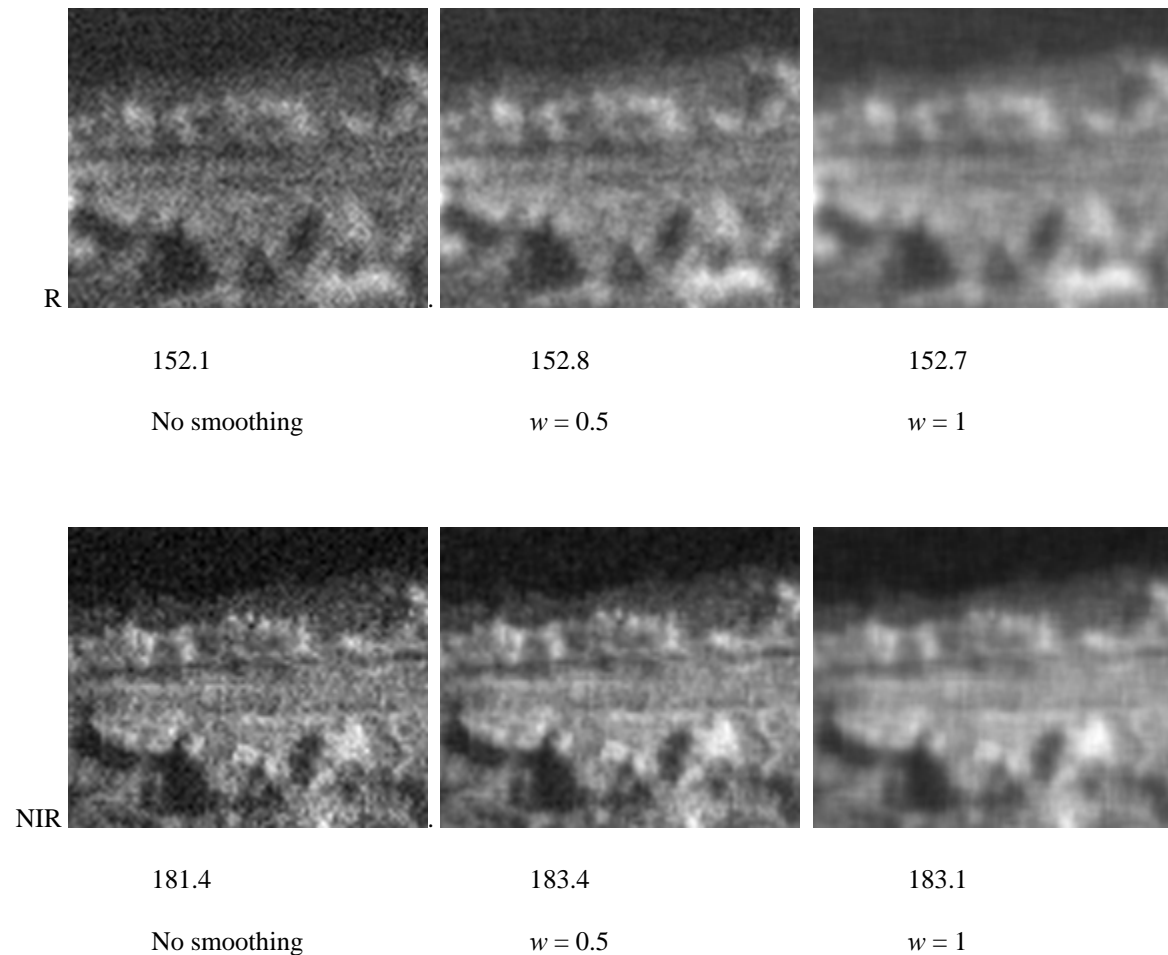 R .
152.1 152.8 152.7
No smoothing w = 0.5 w = 1
NIR .
181.4 183.4 183.1
No smoothing w = 0.5 w = 1